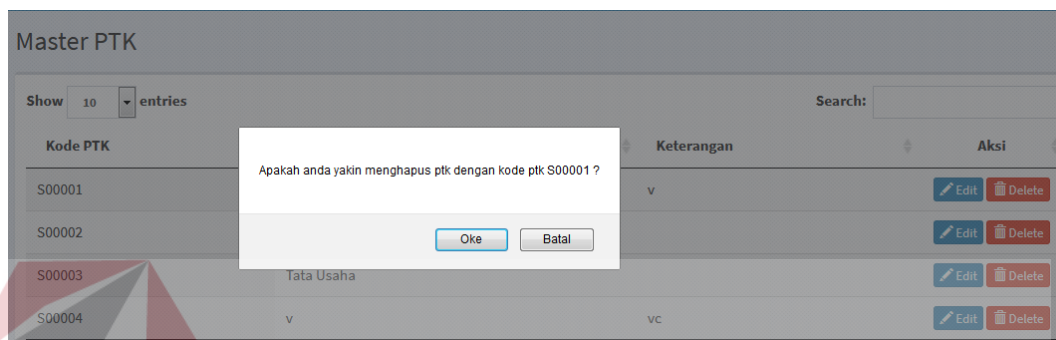 Master PTK
Show 10 entries Search:
Kode PTK Keterangan Aksi
Apakah anda yakin menghapus ptk dengan kode ptk S00001 ?
S00001 v Edit Delete
S00002 Edit Delete
Oke Batal
S00003 Tata Usaha Edit Delete
S00004 v vc Edit Delete